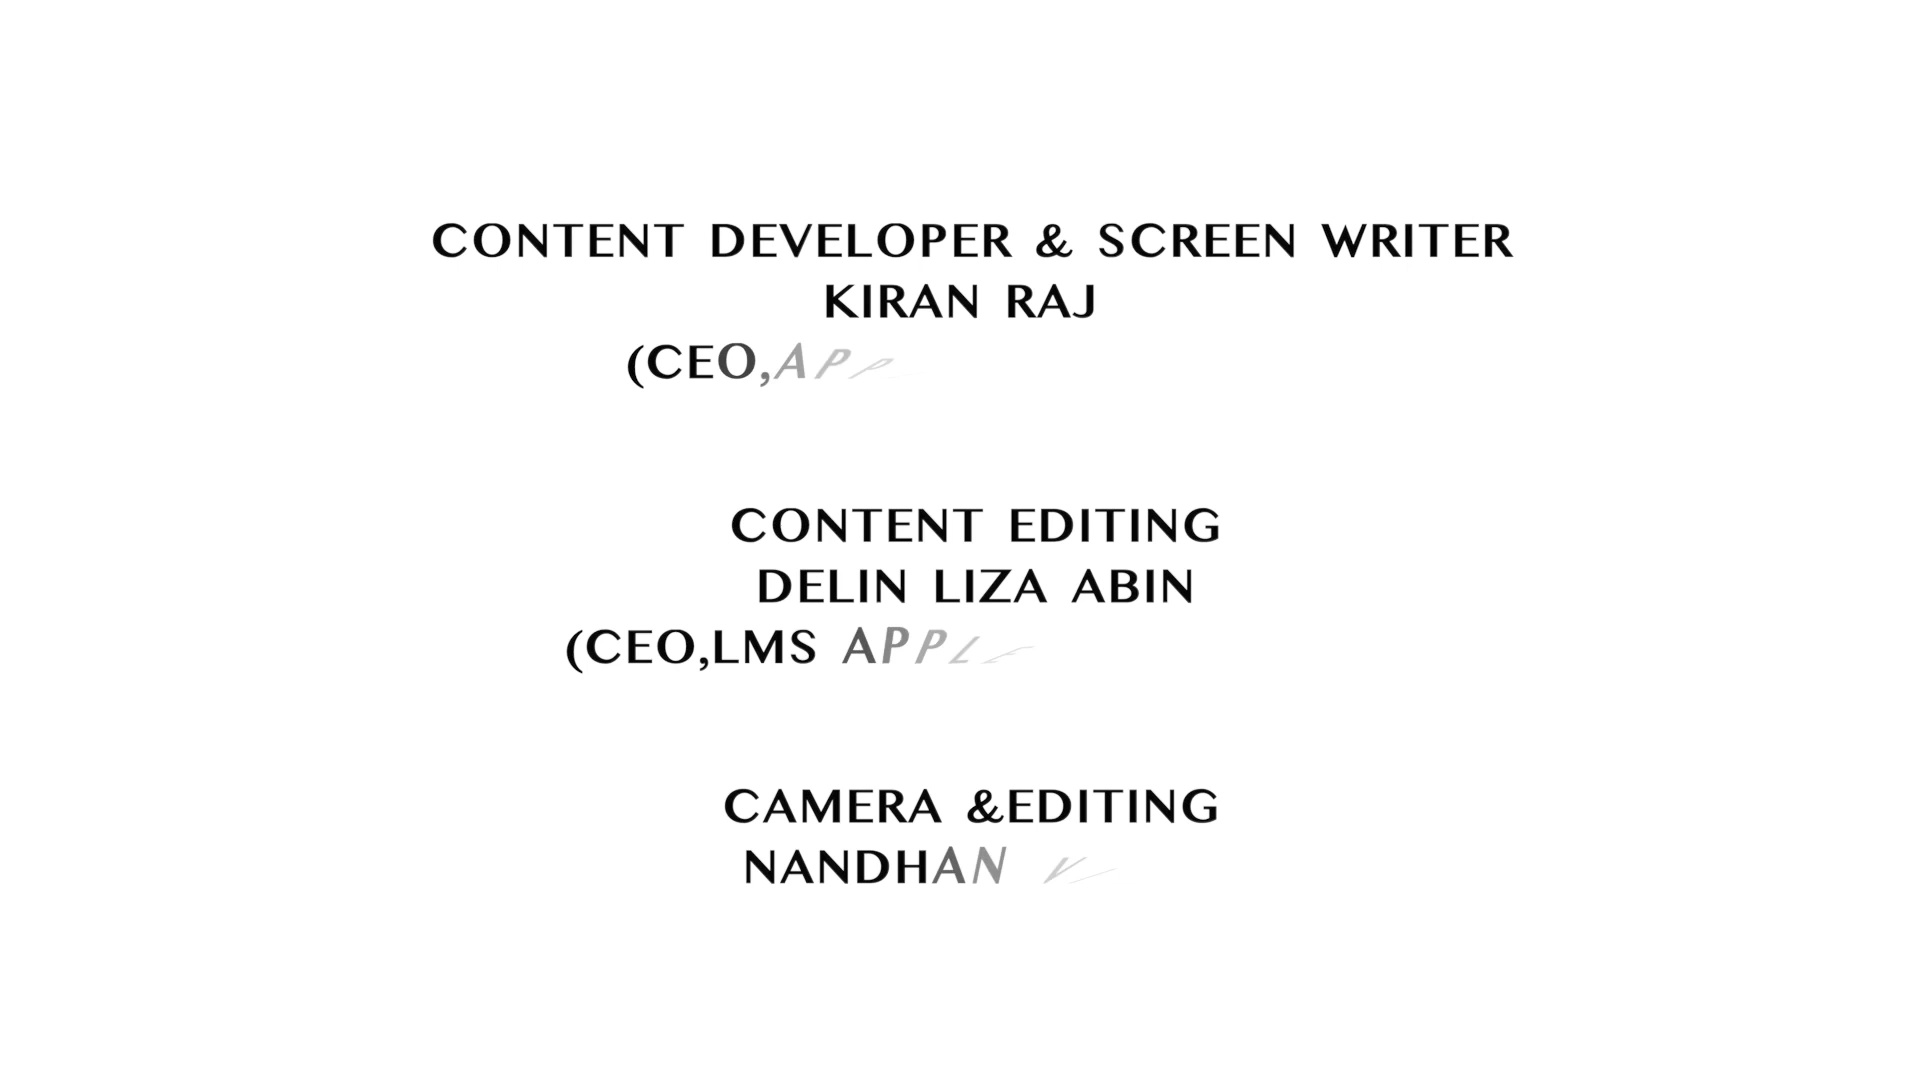 CONTENT DEVELOPER & SCREEN WRITER
KIRAN RAJ
(CEO,
CONTENT EDITING
DELIN LIZA ABIN
(CEO,LMS
CAMERA &EDITING
NANDHAN